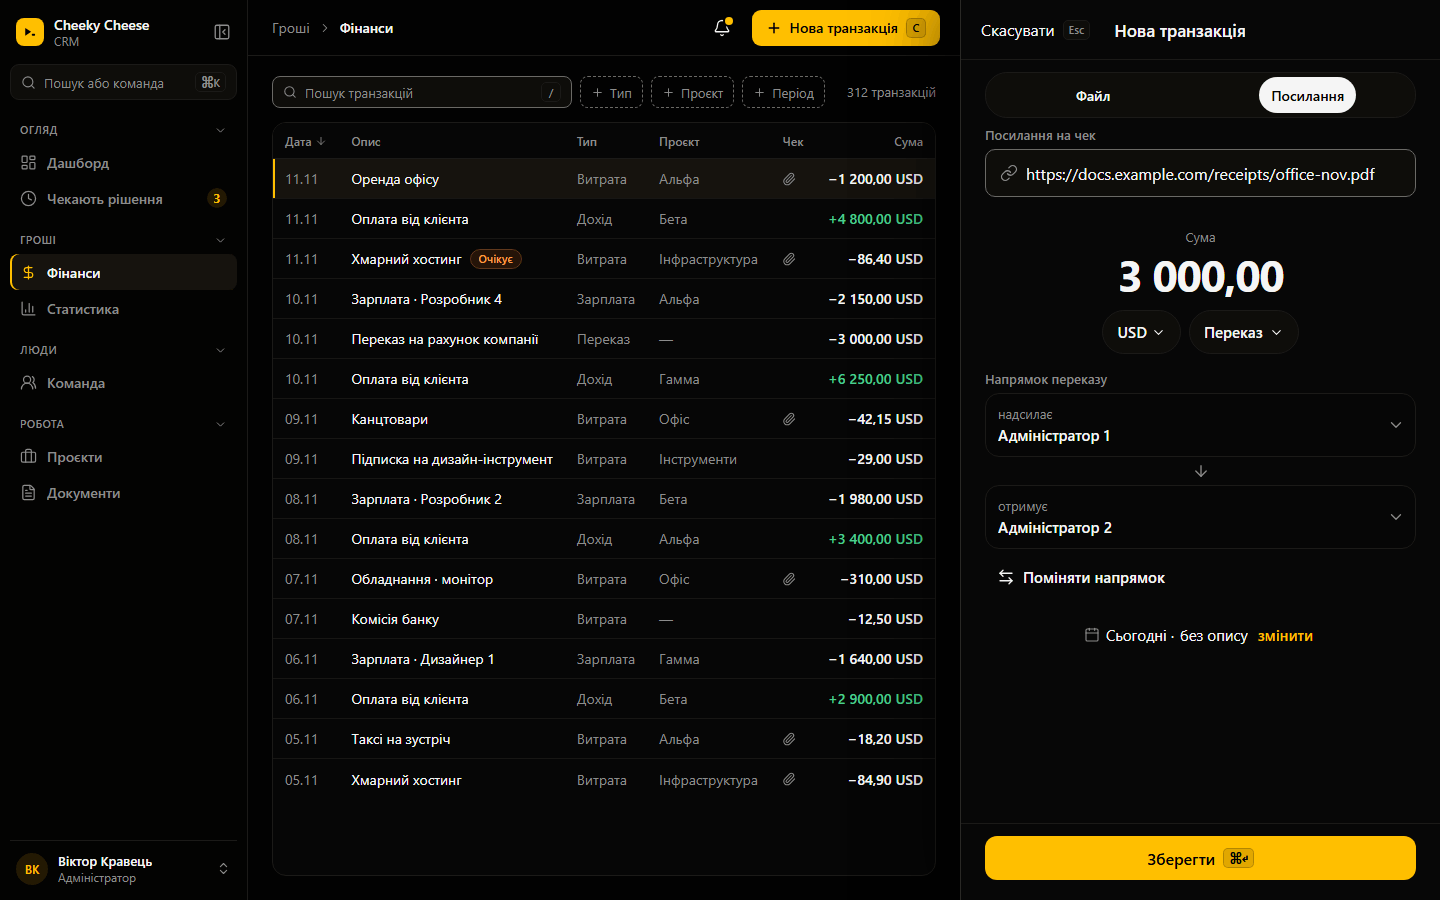 Cheeky Cheese
CRM
Пошук або команда ⌘K
ОГЛЯД
Дашборд
Чекають рішення 3
ГРОШІ
Фінанси
Статистика
ЛЮДИ
Команда
РОБОТА
Проєкти
Документи
ВК Віктор Кравець
Адміністратор
Гроші > Фінанси
+ Нова транзакція C
Пошук транзакцій /
+ Тип
+ Проєкт
+ Період
312 транзакцій
Дата ↓ Опис Тип Проєкт Чек Сума
11.11 Оренда офісу Витрата Альфа −1 200,00 USD
11.11 Оплата від клієнта Дохід Бета +4 800,00 USD
11.11 Хмарний хостинг Очікує Витрата Інфраструктура −86,40 USD
10.11 Зарплата · Розробник 4 Зарплата Альфа −2 150,00 USD
10.11 Переказ на рахунок компанії Переказ — −3 000,00 USD
10.11 Оплата від клієнта Дохід Гамма +6 250,00 USD
09.11 Канцтовари Витрата Офіс −42,15 USD
09.11 Підписка на дизайн-інструмент Витрата Інструменти −29,00 USD
08.11 Зарплата · Розробник 2 Зарплата Бета −1 980,00 USD
08.11 Оплата від клієнта Дохід Альфа +3 400,00 USD
07.11 Обладнання · монітор Витрата Офіс −310,00 USD
07.11 Комісія банку Витрата — −12,50 USD
06.11 Зарплата · Дизайнер 1 Зарплата Гамма −1 640,00 USD
06.11 Оплата від клієнта Дохід Бета +2 900,00 USD
05.11 Таксі на зустріч Витрата Альфа −18,20 USD
05.11 Хмарний хостинг Витрата Інфраструктура −84,90 USD
Скасувати Esc Нова транзакція
Файл Посилання
Посилання на чек
https://docs.example.com/receipts/office-nov.pdf
Сума
3 000,00
USD Переказ
Напрямок переказу
надсилає
Адміністратор 1
↓
отримує
Адміністратор 2
Поміняти напрямок
Сьогодні · без опису змінити
Зберегти ⌘↵